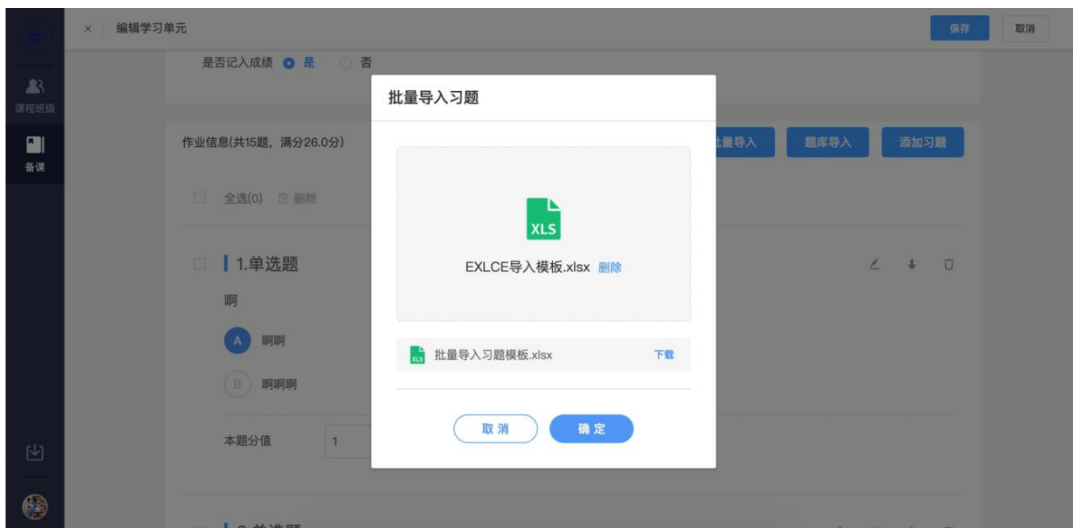 × 编辑学习单元
保存 取消
是否记入成绩 是 否
课程班级
备课
批量导入习题
作业信息(共15题，满分26.0分)
批量导入 题库导入 添加习题
全选(0) 删除
XLS
EXLCE导入模板.xlsx 删除
1.单选题
啊
A 啊啊
B 啊啊啊
XLS 批量导入习题模板.xlsx 下载
取消 确定
本题分值 1
2.单选题